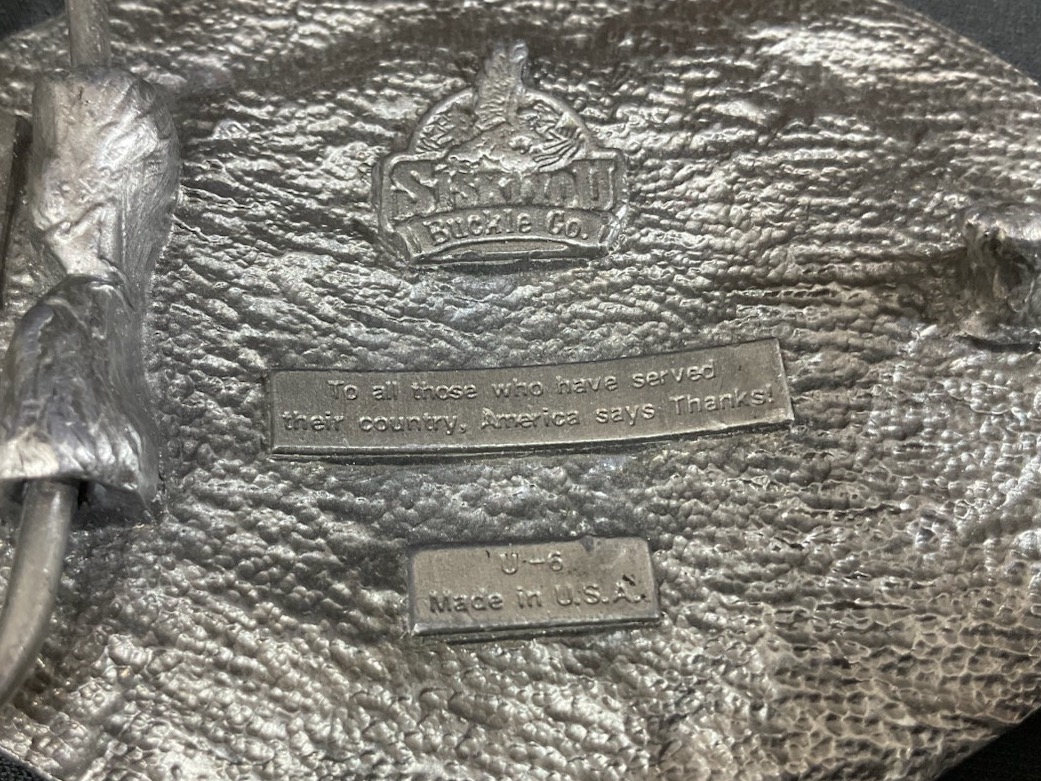 SISKIYOU
Buckle Co.
To all those who have served
their country, America says Thanks!
U-6
Made in U.S.A.